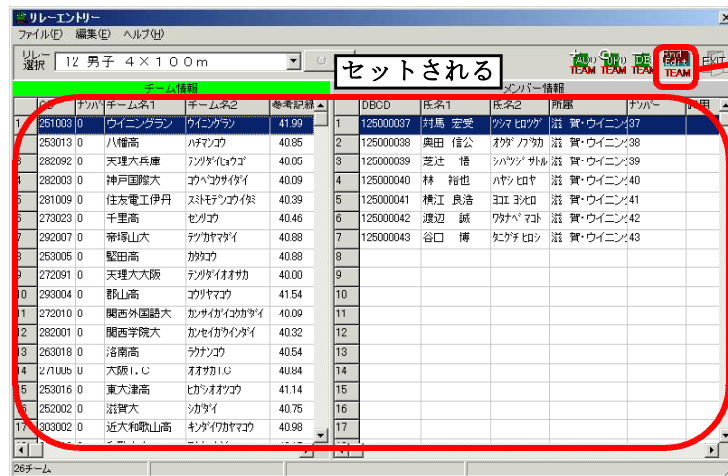 リレーエントリー
ファイル(F) 編集(E) ヘルプ(H)
リレー選択 12 男子 4×100m
セットされる
TEAM TEAM TEAM TEAM EXIT
チーム情報 メンバー情報
ナンバ チーム名1 チーム名2 参考記録 DBCD 氏名1 氏名2 所属 ナンバー
1 251003 0 ウイニングラン ウイニングラン 41.99 1 125000037 対馬 宏受 ツシマ ヒロツグ 滋 賀・ウイニン 37
253013 0 八幡高 ハチマンコウ 40.85 2 125000038 奥田 信公 オクダ ノブタカ 滋 賀・ウイニン 38
282092 0 天理大兵庫 テンリダイヒョウゴ 40.05 3 125000039 芝辻 悟 シバツジ サトル 滋 賀・ウイニン 39
282003 0 神戸国際大 コウベコクサイダイ 40.09 4 125000040 林 裕也 ハヤシ ヒロヤ 滋 賀・ウイニン 40
281009 0 住友電工伊丹 スミトモデンコウイタミ 40.39 5 125000041 横江 良浩 ヨコエ ヨシヒロ 滋 賀・ウイニン 41
273023 0 千里高 センリコウ 40.46 6 125000042 渡辺 誠 ワタナベ マコト 滋 賀・ウイニン 42
292007 0 帝塚山大 テヅカヤマダイ 40.88 7 125000043 谷口 博 タニグチ ヒロシ 滋 賀・ウイニン 43
253005 0 堅田高 カタタコウ 40.88 8
272091 0 天理大大阪 テンリダイオオサカ 40.00 9
10 293004 0 郡山高 コウリヤマコウ 41.54 10
11 272010 0 関西外国語大 カンサイガイコクガダイ 40.09 11
12 282001 0 関西学院大 カンセイガクインダイ 40.32 12
13 263018 0 洛南高 ラクナンコウ 40.54 13
14 271005 0 大阪I.C オオサカI.C 40.84 14
15 253016 0 東大津高 ヒガシオオツコウ 41.14 15
16 252002 0 滋賀大 シガダイ 40.75 16
17 303002 0 近大和歌山高 キンダイワカヤマコウ 40.98 17
26チーム